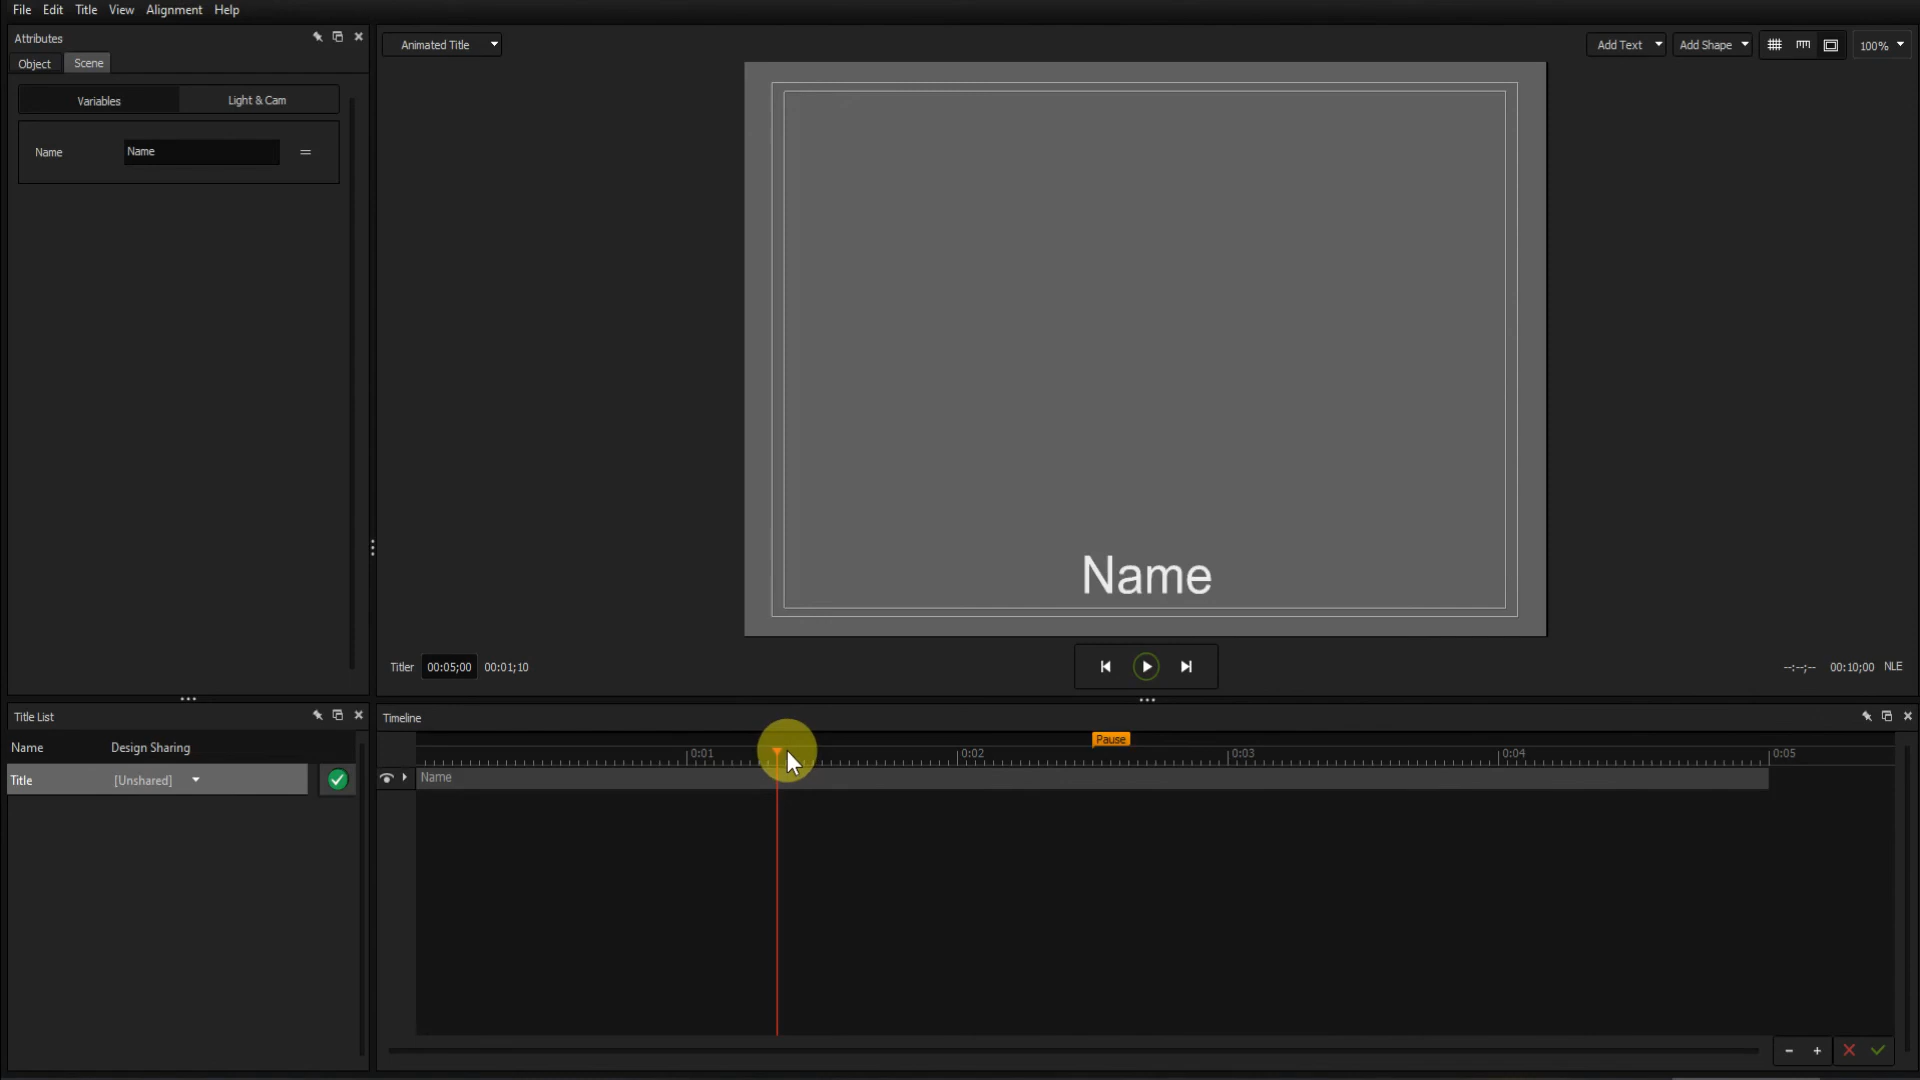 File Edit Title View Alignment Help
Attributes
Object Scene
Variables Light & Cam
Name Name
Animated Title
Add Text Add Shape 100%
Name
Titler 00:05;00 00:01;10
--:--;-- 00:10;00 NLE
Title List
Name Design Sharing
Title [Unshared]
Timeline
Pause
0:01 0:02 0:03 0:04 0:05
Name